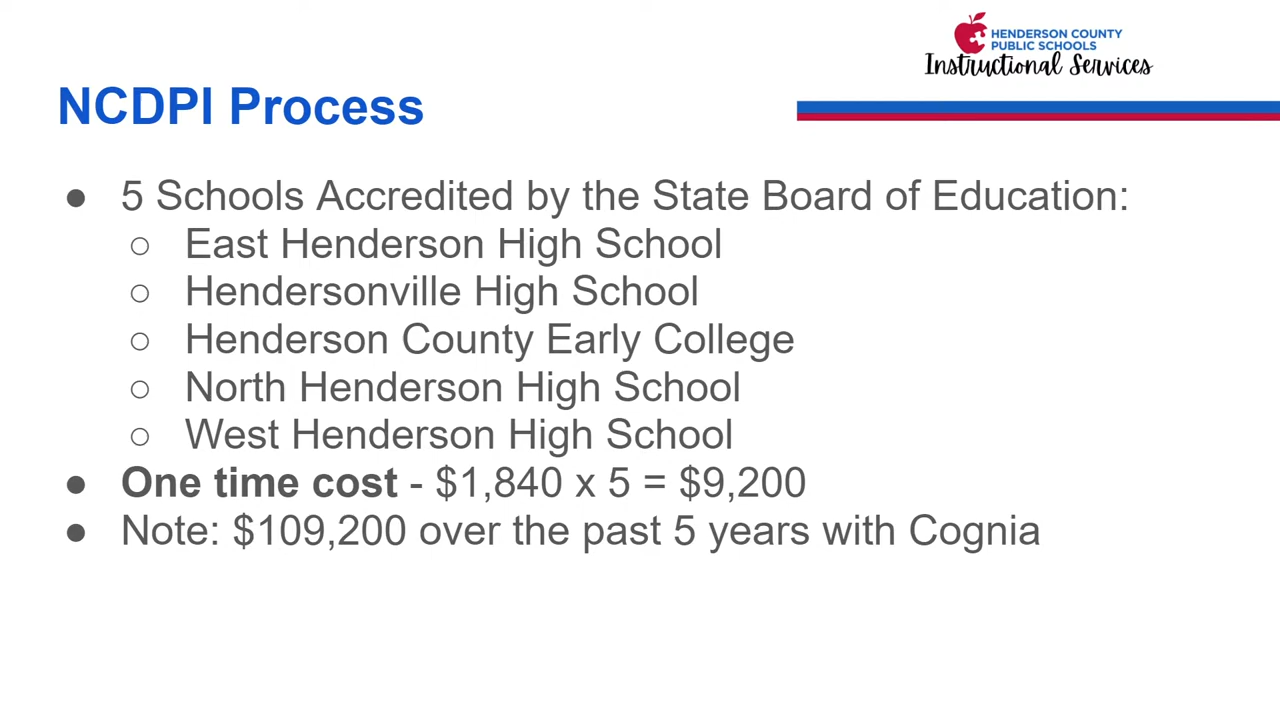 HENDERSON COUNTY
PUBLIC SCHOOLS
Instructional Services
NCDPI Process
● 5 Schools Accredited by the State Board of Education:
○ East Henderson High School
○ Hendersonville High School
○ Henderson County Early College
○ North Henderson High School
○ West Henderson High School
● One time cost - $1,840 x 5 = $9,200
● Note: $109,200 over the past 5 years with Cognia